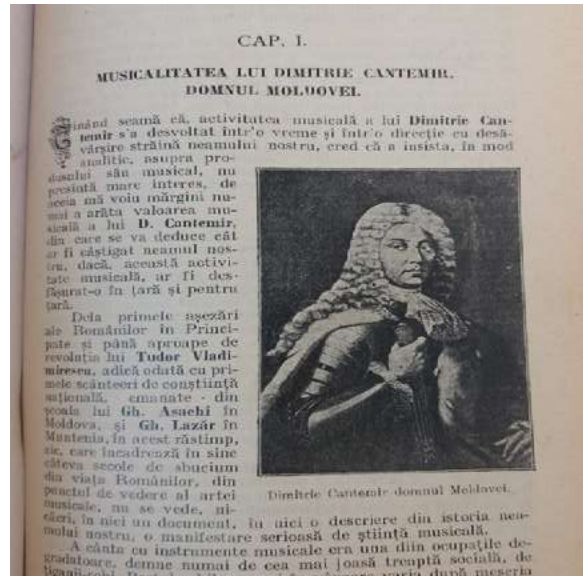 CAP. I.
MUSICALITATEA LUI DIMITRIE CANTEMIR.
DOMNUL MOLDOVEI.
Ținând seamă că, activitatea musicală a lui Dimitrie Can-
temir s'a desvoltat într'o vreme și într'o direcție cu desă-
vârșire străină neamului nostru, cred că a insista, în mod
analitic, asupra pro-
dusului său musical, nu
presintă mare interes, de
aceia mă voiu mărgini nu-
mai a arăta valoarea mu-
sicală a lui D. Cantemir,
din care se va deduce cât
ar fi câștigat neamul nos-
tru, dacă, această activi-
tate musicală, ar fi des-
fășurat-o în țară și pentru
țară.
Dela primele așezări
ale Românilor în Princi-
pate și până aproape de
revoluția lui Tudor Vladi-
mirescu, adică odată cu pri-
mele scânteeri de conștiință
națională, emanate din
școala lui Gh. Asachi în
Moldova, și Gh. Lazăr în
Muntenia, în acest răstimp,
zic, care încadrează în sine
câteva secole de sbucium
din viața Românilor, din
punctul de vedere al artei
musicale, nu se vede, ni-
căeri, în nici un document, în nici o descriere din istoria nea-
mului nostru, o manifestare serioasă de știință musicală.
Dimitrie Cantemir domnul Moldovei.
A cânta cu instrumente musicale era una diin ocupațile de-
gradatoare, demne numai de cea mai joasă treaptă socială, de